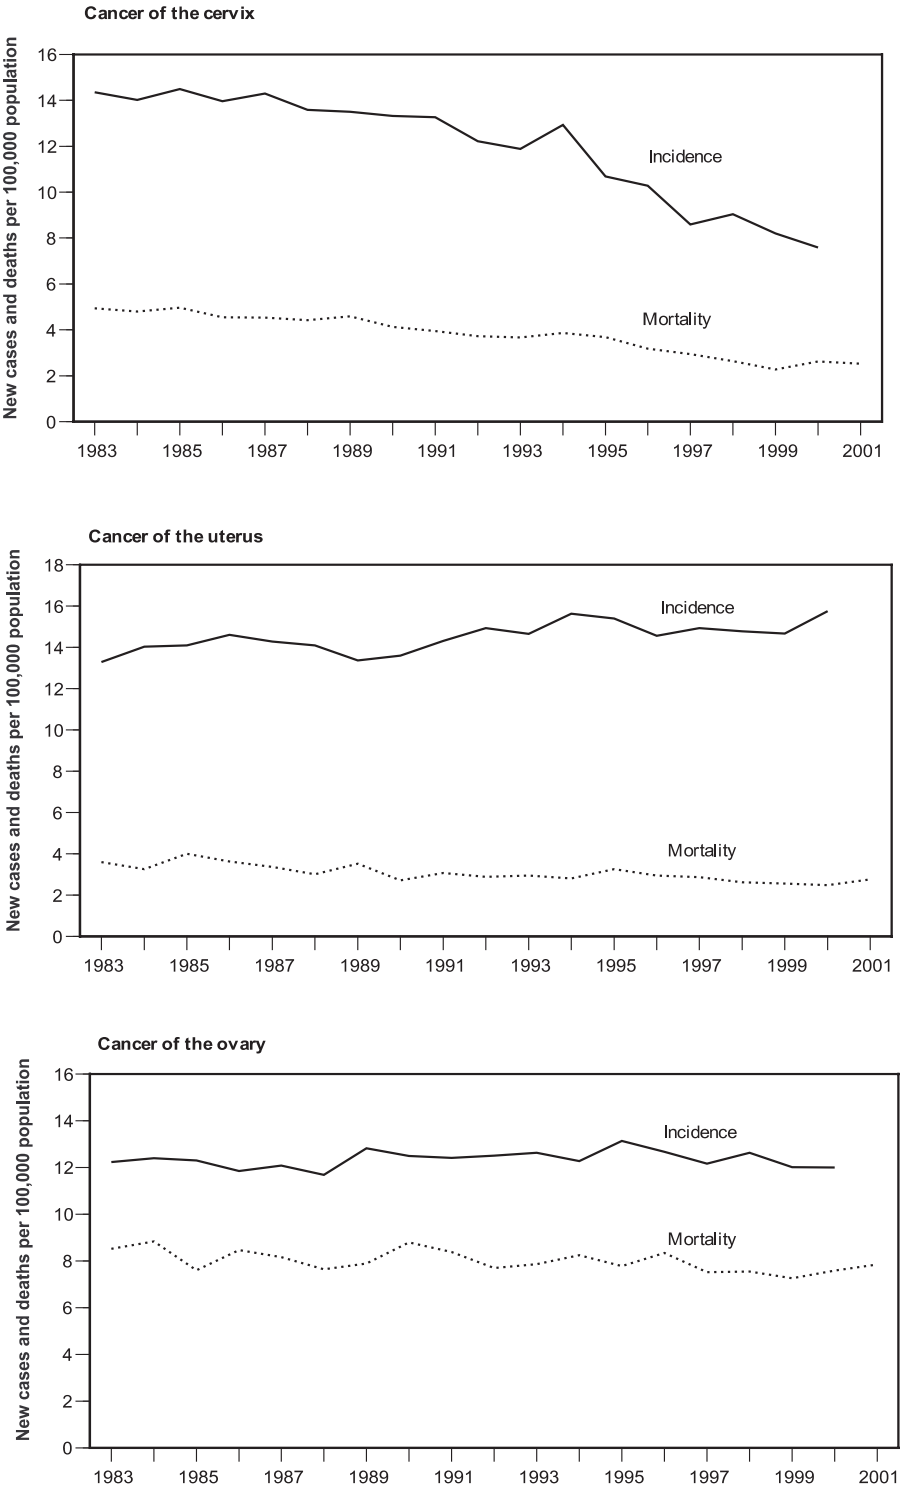 Cancer of the cervix
New cases and deaths per 100,000 population
16
14
12
10
8
6
4
2
0
Incidence
Mortality
1983 1985 1987 1989 1991 1993 1995 1997 1999 2001
Cancer of the uterus
New cases and deaths per 100,000 population
18
16
14
12
10
8
6
4
2
0
Incidence
Mortality
1983 1985 1987 1989 1991 1993 1995 1997 1999 2001
Cancer of the ovary
New cases and deaths per 100,000 population
16
14
12
10
8
6
4
2
0
Incidence
Mortality
1983 1985 1987 1989 1991 1993 1995 1997 1999 2001